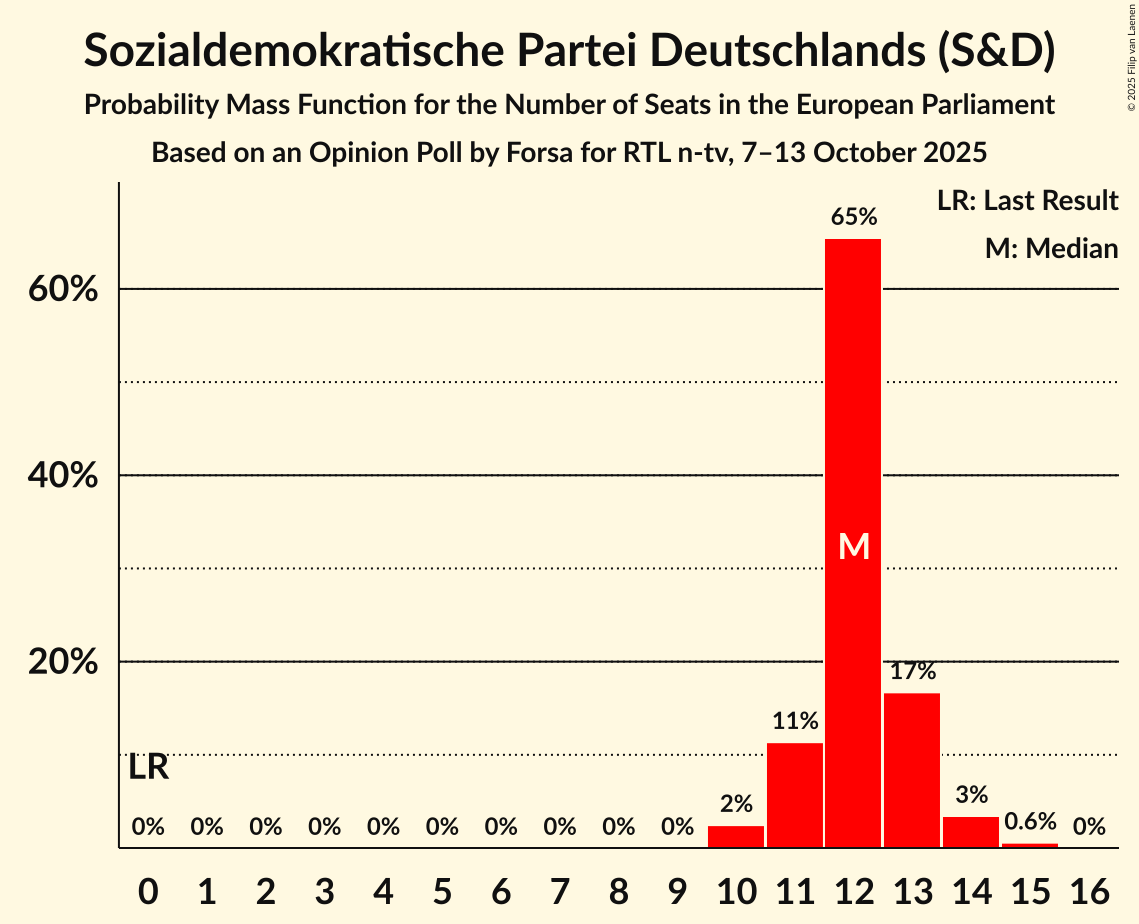 Sozialdemokratische Partei Deutschlands (S&D)
Probability Mass Function for the Number of Seats in the European Parliament
Based on an Opinion Poll by Forsa for RTL n-tv, 7–13 October 2025
© 2025 Filip van Laenen
LR: Last Result
M: Median
60%
40%
20%
65%
M
17%
11%
LR
2%
3%
0.6%
0% 0% 0% 0% 0% 0% 0% 0% 0% 0% 0%
0 1 2 3 4 5 6 7 8 9 10 11 12 13 14 15 16